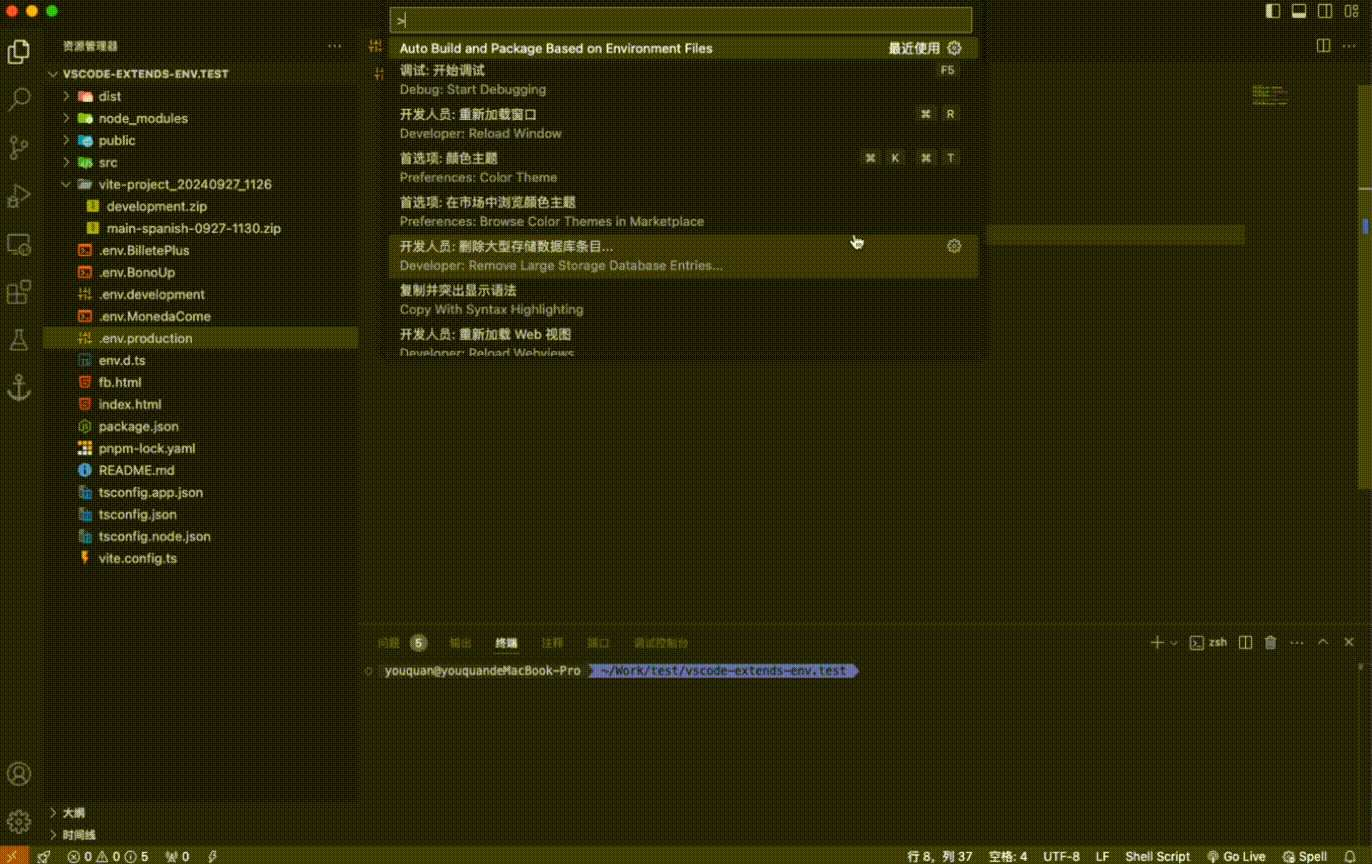 >
Auto Build and Package Based on Environment Files 最近使用
调试: 开始调试 F5
Debug: Start Debugging
开发人员: 重新加载窗口 ⌘ R
Developer: Reload Window
首选项: 颜色主题 ⌘ K ⌘ T
Preferences: Color Theme
首选项: 在市场中浏览颜色主题
Preferences: Browse Color Themes in Marketplace
开发人员: 删除大型存储数据库条目...
Developer: Remove Large Storage Database Entries...
复制并突出显示语法
Copy With Syntax Highlighting
开发人员: 重新加载 Web 视图
Developer: Reload Webviews
资源管理器
VSCODE-EXTENDS-ENV.TEST
dist
node_modules
public
src
vite-project_20240927_1126
development.zip
main-spanish-0927-1130.zip
.env.BilletePlus
.env.BonoUp
.env.development
.env.MonedaCome
.env.production
env.d.ts
fb.html
index.html
package.json
pnpm-lock.yaml
README.md
tsconfig.app.json
tsconfig.json
tsconfig.node.json
vite.config.ts
大纲
时间线
问题 5 输出 终端 注释 端口 调试控制台
zsh
youquan@youquandeMacBook-Pro ~/Work/test/vscode-extends-env.test
0 0 5 0 行 8，列 37 空格: 4 UTF-8 LF Shell Script Go Live Spell